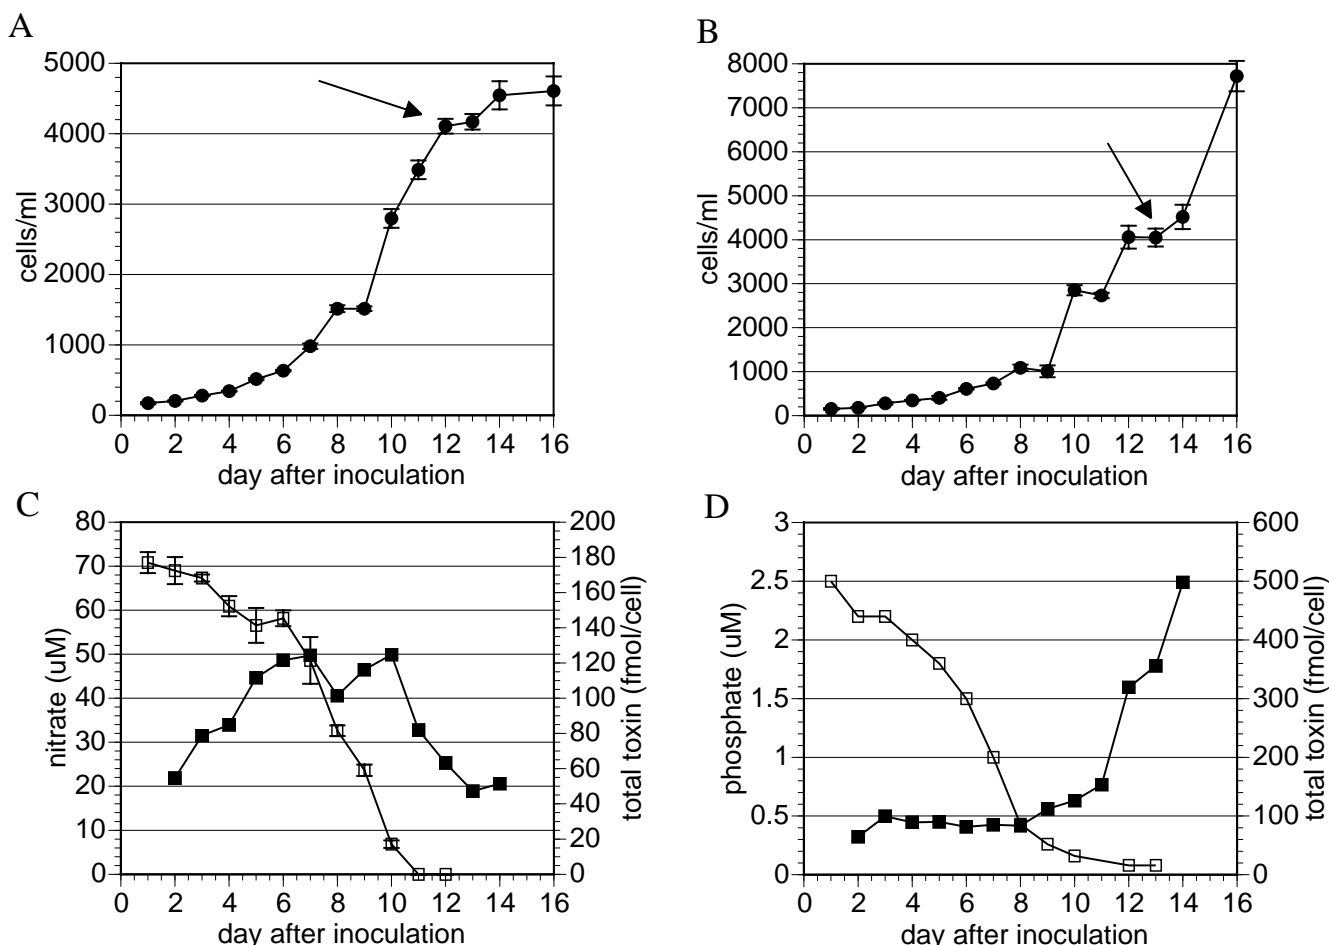 A
5000
4000
3000
2000
1000
0
cells/ml
0 2 4 6 8 10 12 14 16
day after inoculation
B
8000
7000
6000
5000
4000
3000
2000
1000
0
cells/ml
0 2 4 6 8 10 12 14 16
day after inoculation
C
80
70
60
50
40
30
20
10
0
nitrate (uM)
200
180
160
140
120
100
80
60
40
20
0
total toxin (fmol/cell)
0 2 4 6 8 10 12 14 16
day after inoculation
D
3
2.5
2
1.5
1
0.5
0
phosphate (uM)
600
500
400
300
200
100
0
total toxin (fmol/cell)
0 2 4 6 8 10 12 14 16
day after inoculation